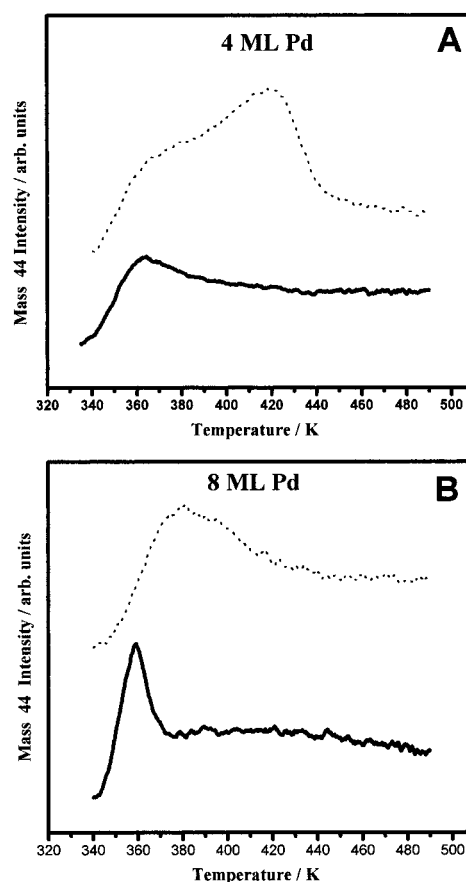 4 ML Pd
A
Mass 44 Intensity / arb. units
320 340 360 380 400 420 440 460 480 500
Temperature / K
8 ML Pd
B
Mass 44 Intensity / arb. units
320 340 360 380 400 420 440 460 480 500
Temperature / K